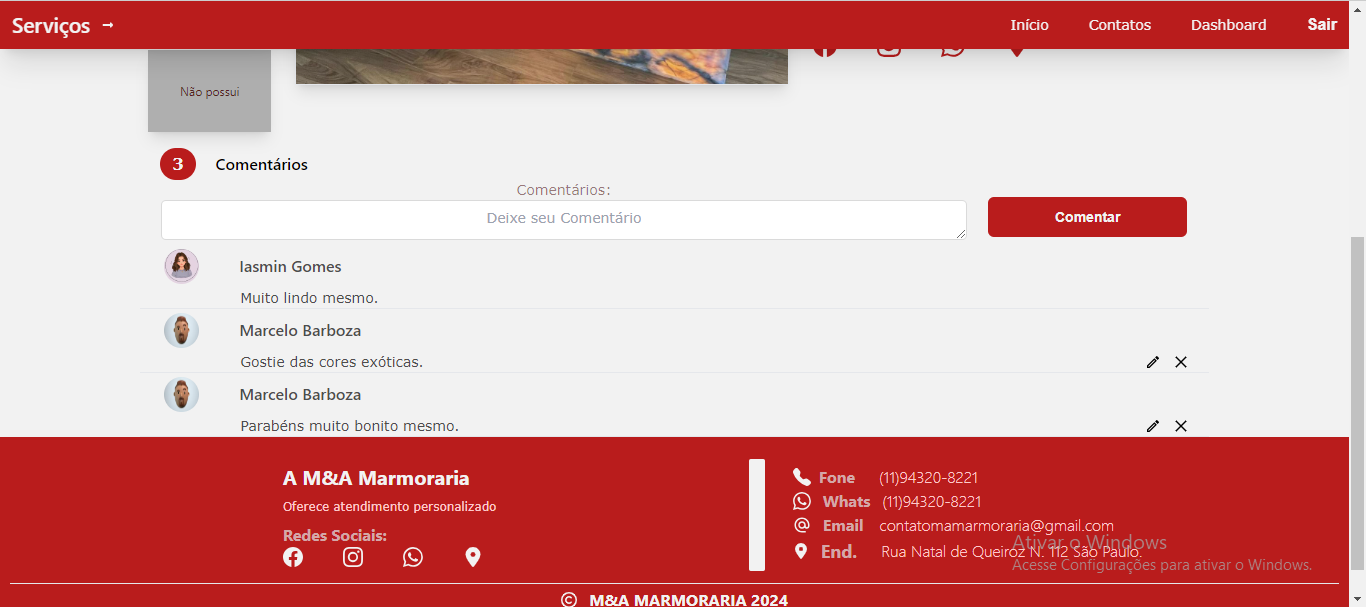 Serviços → Início Contatos Dashboard Sair
Não possui
3 Comentários
Comentários:
Deixe seu Comentário
Comentar
Iasmin Gomes
Muito lindo mesmo.
Marcelo Barboza
Gostie das cores exóticas.
Marcelo Barboza
Parabéns muito bonito mesmo.
A M&A Marmoraria
Oferece atendimento personalizado
Redes Sociais:
Fone (11)94320-8221
Whats (11)94320-8221
Email contatomamarmoraria@gmail.com
End. Rua Natal de Queiróz N. 112 São Paulo.
Ativar o Windows
Acesse Configurações para ativar o Windows.
© M&A MARMORARIA 2024